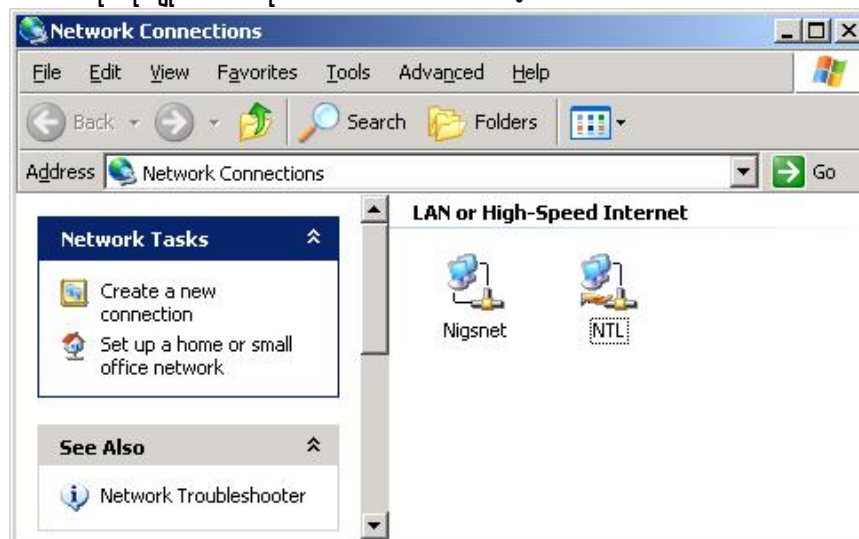 Network Connections
File Edit View Favorites Tools Advanced Help
Back Search Folders
Address Network Connections Go
LAN or High-Speed Internet
Network Tasks
Create a new
connection
Set up a home or small
office network
Nigsnet NTL
See Also
Network Troubleshooter